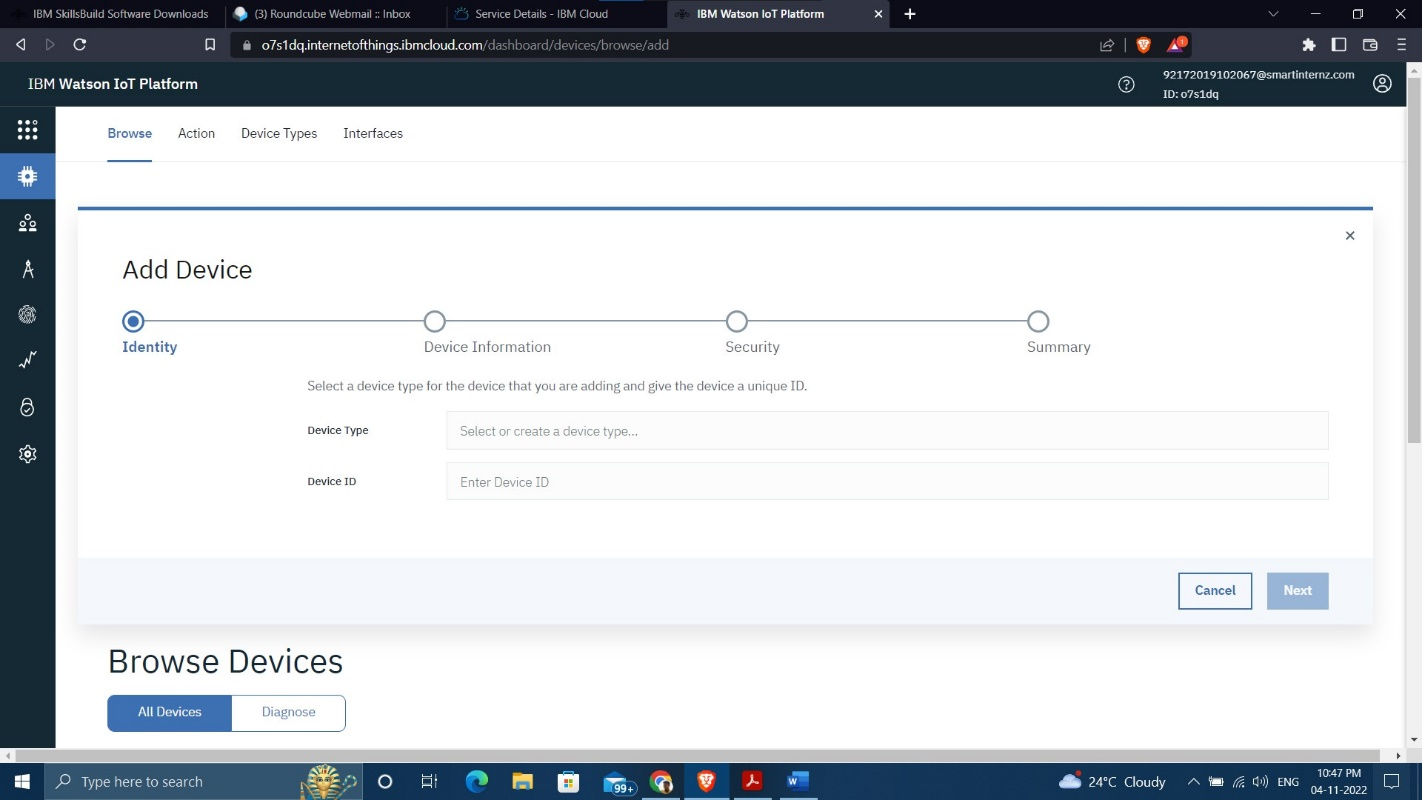 IBM SkillsBuild Software Downloads
(3) Roundcube Webmail :: Inbox
Service Details - IBM Cloud
IBM Watson IoT Platform
o7s1dq.internetofthings.ibmcloud.com/dashboard/devices/browse/add
1
IBM Watson IoT Platform
92172019102067@smartinternz.com
ID: o7s1dq
Browse Action Device Types Interfaces
Add Device
Identity Device Information Security Summary
Select a device type for the device that you are adding and give the device a unique ID.
Device Type Select or create a device type...
Device ID Enter Device ID
Cancel Next
Browse Devices
All Devices Diagnose
Type here to search
99+
24°C Cloudy
ENG
10:47 PM
04-11-2022